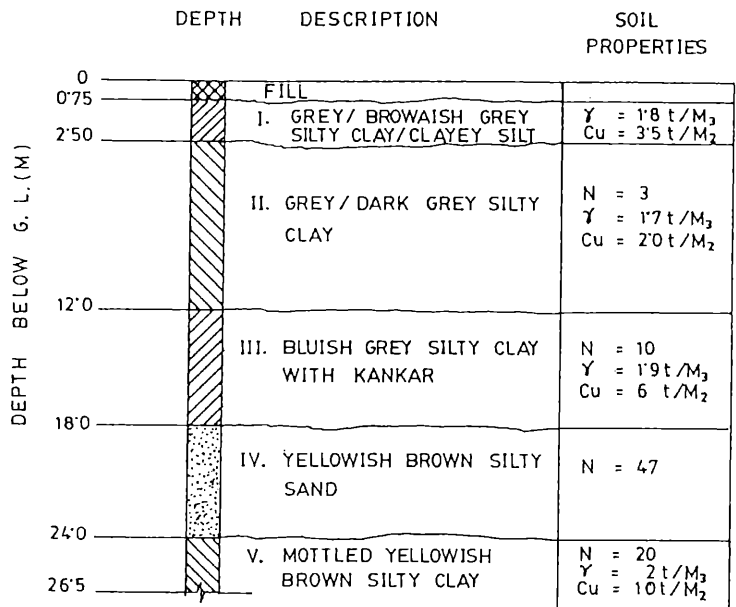 DEPTH DESCRIPTION SOIL PROPERTIES
DEPTH BELOW G. L. (M)
0
FILL
0·75
I. GREY/ BROWAISH GREY
SILTY CLAY/CLAYEY SILT
γ = 1·8 t/M3
Cu = 3·5 t/M2
2·50
II. GREY/ DARK GREY SILTY
CLAY
N = 3
γ = 1·7 t/M3
Cu = 2·0 t/M2
12·0
III. BLUISH GREY SILTY CLAY
WITH KANKAR
N = 10
γ = 1·9 t/M3
Cu = 6 t/M2
18·0
IV. YELLOWISH BROWN SILTY
SAND
N = 47
24·0
V. MOTTLED YELLOWISH
BROWN SILTY CLAY
N = 20
γ = 2 t/M3
Cu = 10 t/M2
26·5